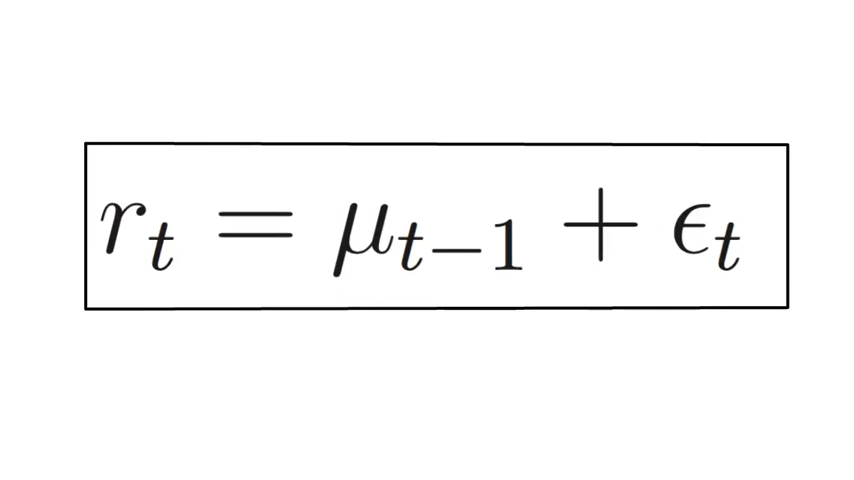 r_t = μ_{t−1} + ϵ_t